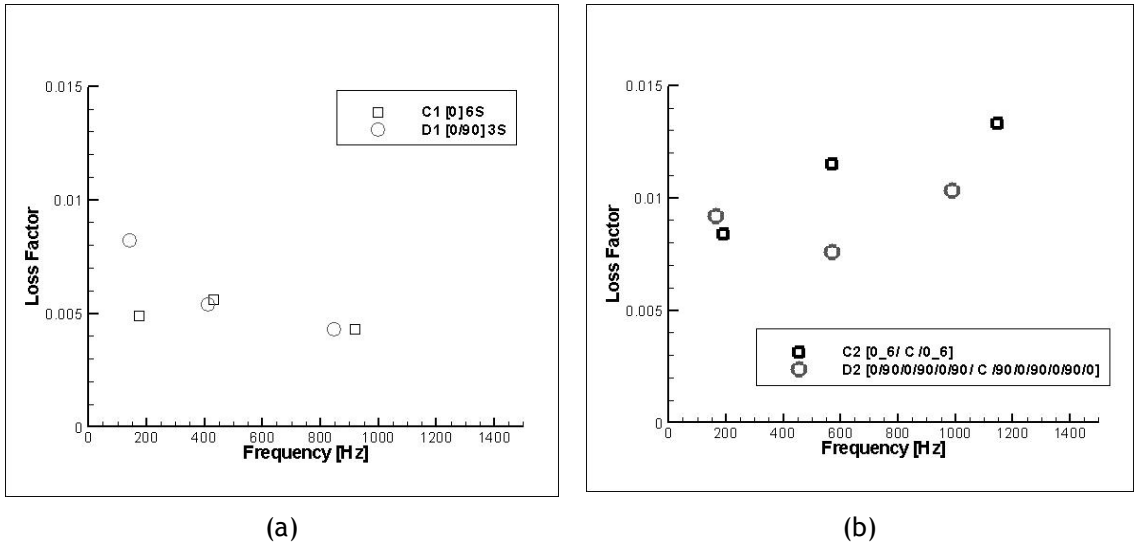 0.015
0.01
0.005
0
Loss Factor
C1 [0]6S
D1 [0/90]3S
0 200 400 600 800 1000 1200 1400
Frequency [Hz]
(a)
0.015
0.01
0.005
0
Loss Factor
C2 [0_6/ C /0_6]
D2 [0/90/0/90/0/90/ C /90/0/90/0/90/0]
0 200 400 600 800 1000 1200 1400
Frequency [Hz]
(b)